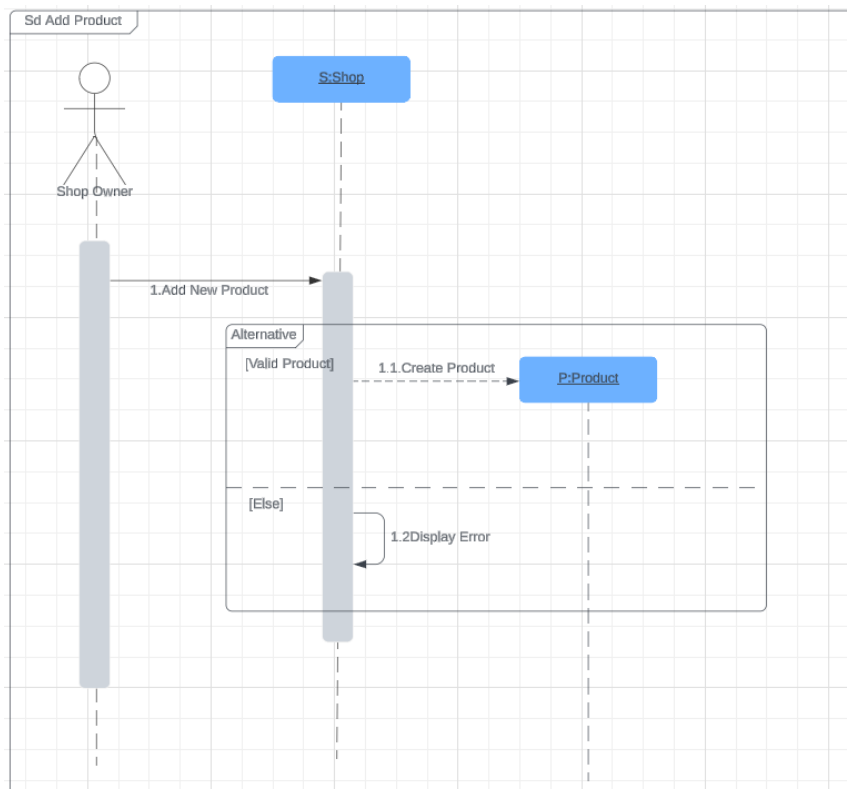 Sd Add Product
S:Shop
Shop Owner
1.Add New Product
Alternative
[Valid Product]
1.1.Create Product
P:Product
[Else]
1.2Display Error